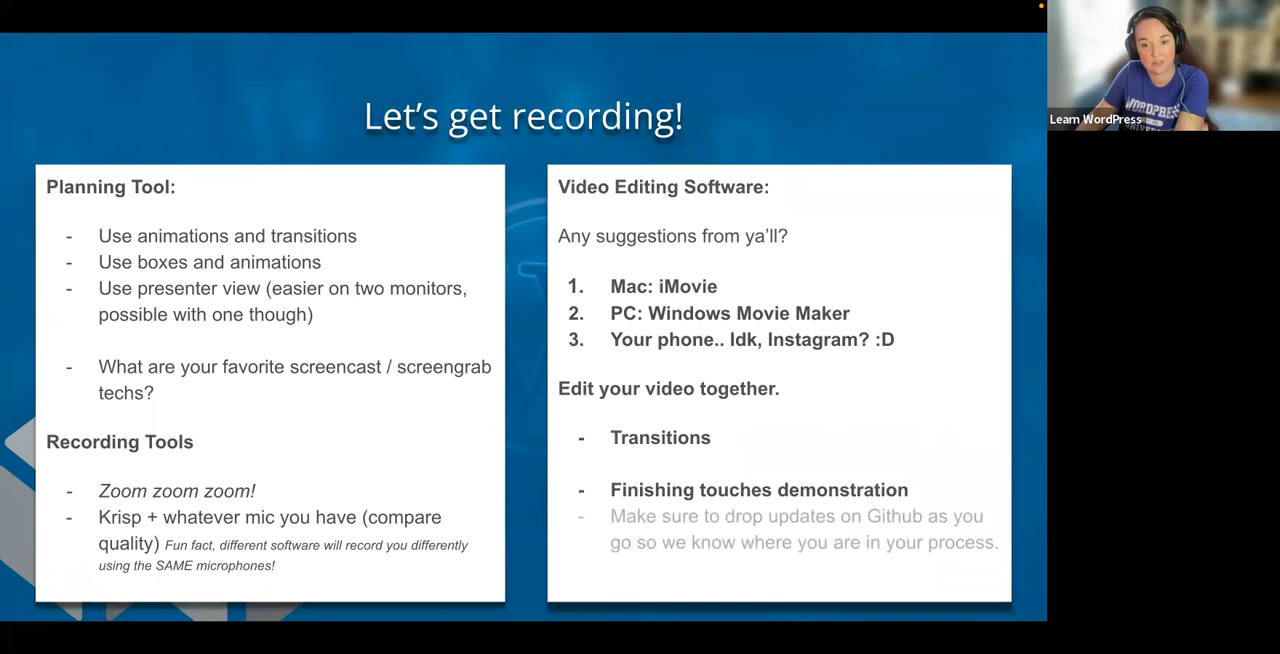 Let's get recording!
Planning Tool:
- Use animations and transitions
- Use boxes and animations
- Use presenter view (easier on two monitors,
possible with one though)
- What are your favorite screencast / screengrab
techs?
Recording Tools
- Zoom zoom zoom!
- Krisp + whatever mic you have (compare
quality) Fun fact, different software will record you differently
using the SAME microphones!
Video Editing Software:
Any suggestions from ya'll?
1. Mac: iMovie
2. PC: Windows Movie Maker
3. Your phone.. Idk, Instagram? :D
Edit your video together.
- Transitions
- Finishing touches demonstration
- Make sure to drop updates on Github as you
go so we know where you are in your process.
WORDPRESS
Learn WordPress